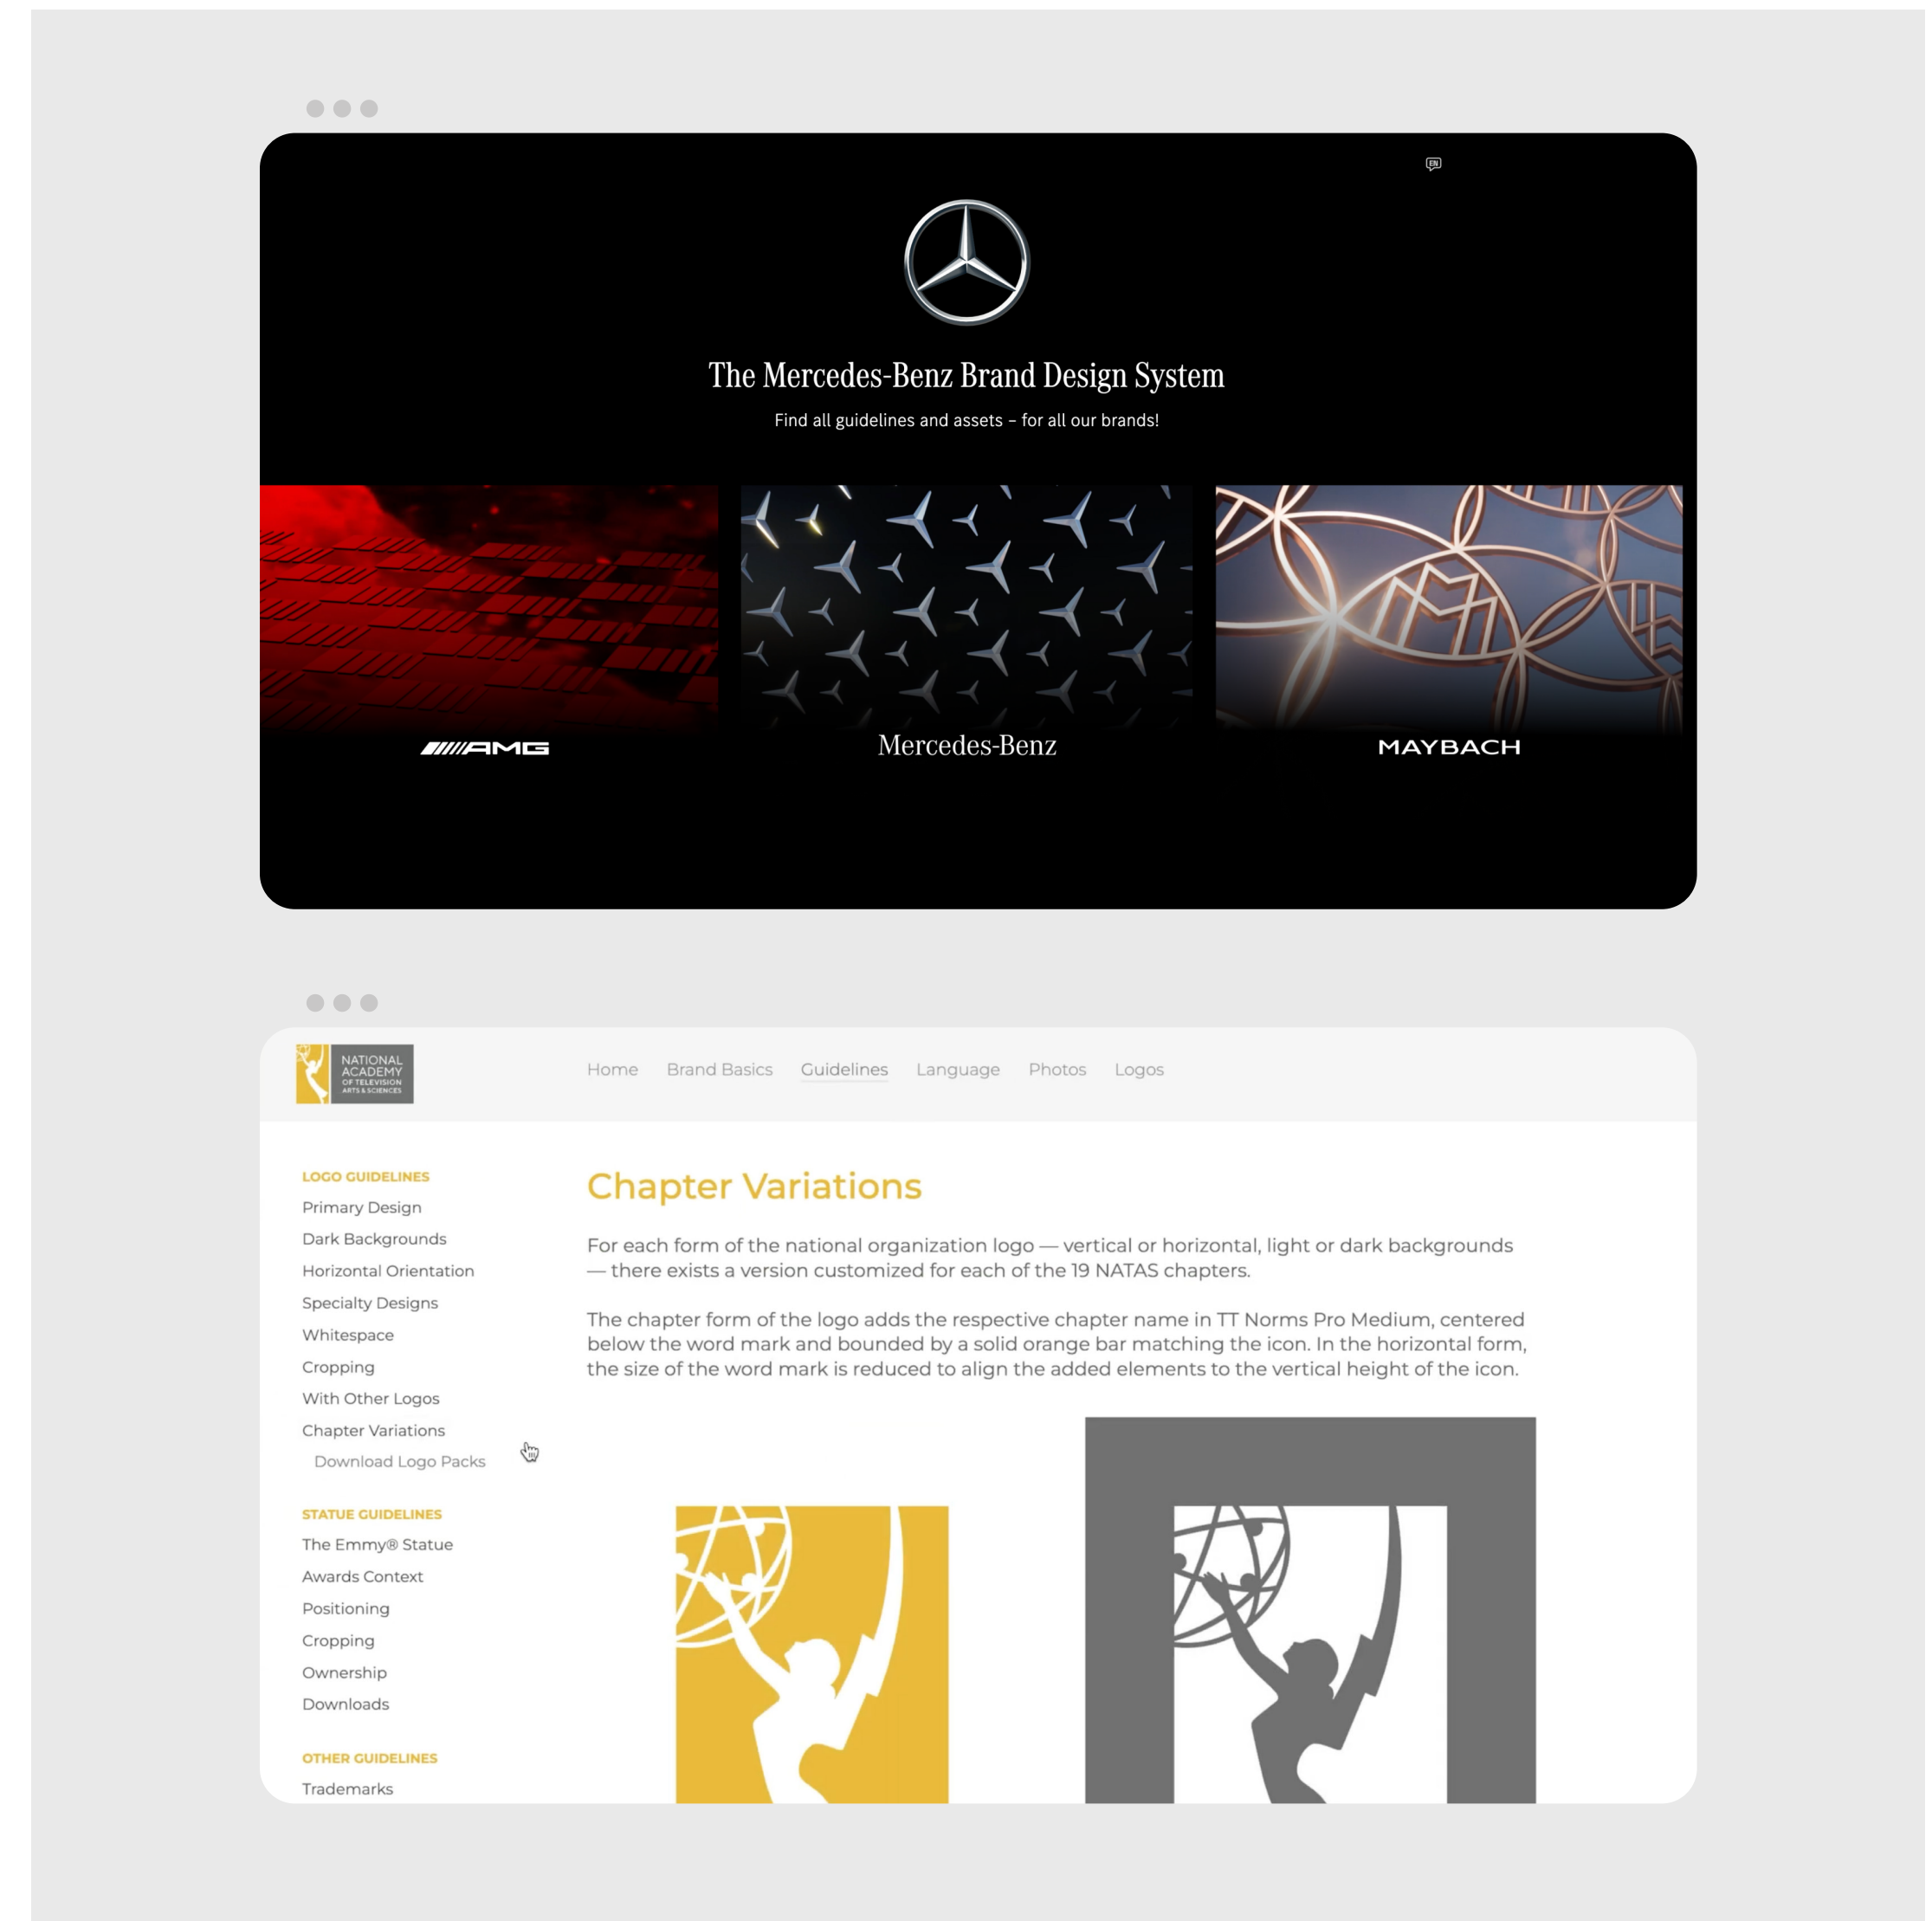 EN
The Mercedes-Benz Brand Design System
Find all guidelines and assets – for all our brands!
AMG
Mercedes-Benz
MAYBACH
NATIONAL
ACADEMY
OF TELEVISION
ARTS & SCIENCES
Home Brand Basics Guidelines Language Photos Logos
LOGO GUIDELINES
Primary Design
Dark Backgrounds
Horizontal Orientation
Specialty Designs
Whitespace
Cropping
With Other Logos
Chapter Variations
Download Logo Packs
STATUE GUIDELINES
The Emmy® Statue
Awards Context
Positioning
Cropping
Ownership
Downloads
OTHER GUIDELINES
Trademarks
Chapter Variations
For each form of the national organization logo — vertical or horizontal, light or dark backgrounds
— there exists a version customized for each of the 19 NATAS chapters.
The chapter form of the logo adds the respective chapter name in TT Norms Pro Medium, centered
below the word mark and bounded by a solid orange bar matching the icon. In the horizontal form,
the size of the word mark is reduced to align the added elements to the vertical height of the icon.